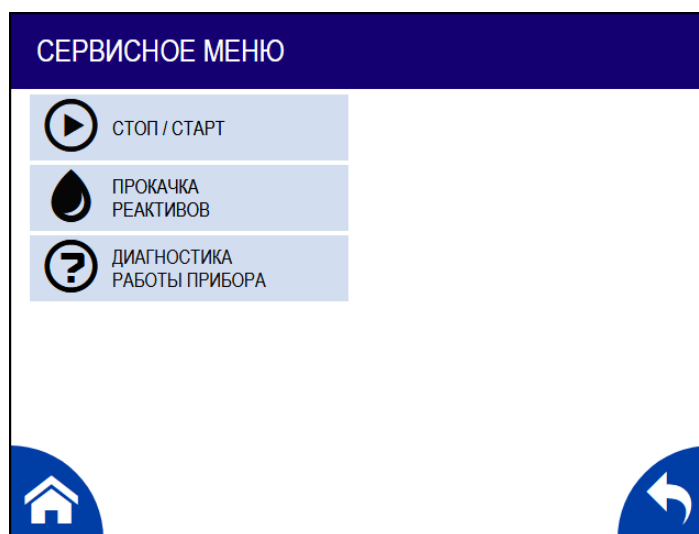 СЕРВИСНОЕ МЕНЮ
СТОП / СТАРТ
ПРОКАЧКА
РЕАКТИВОВ
ДИАГНОСТИКА
РАБОТЫ ПРИБОРА